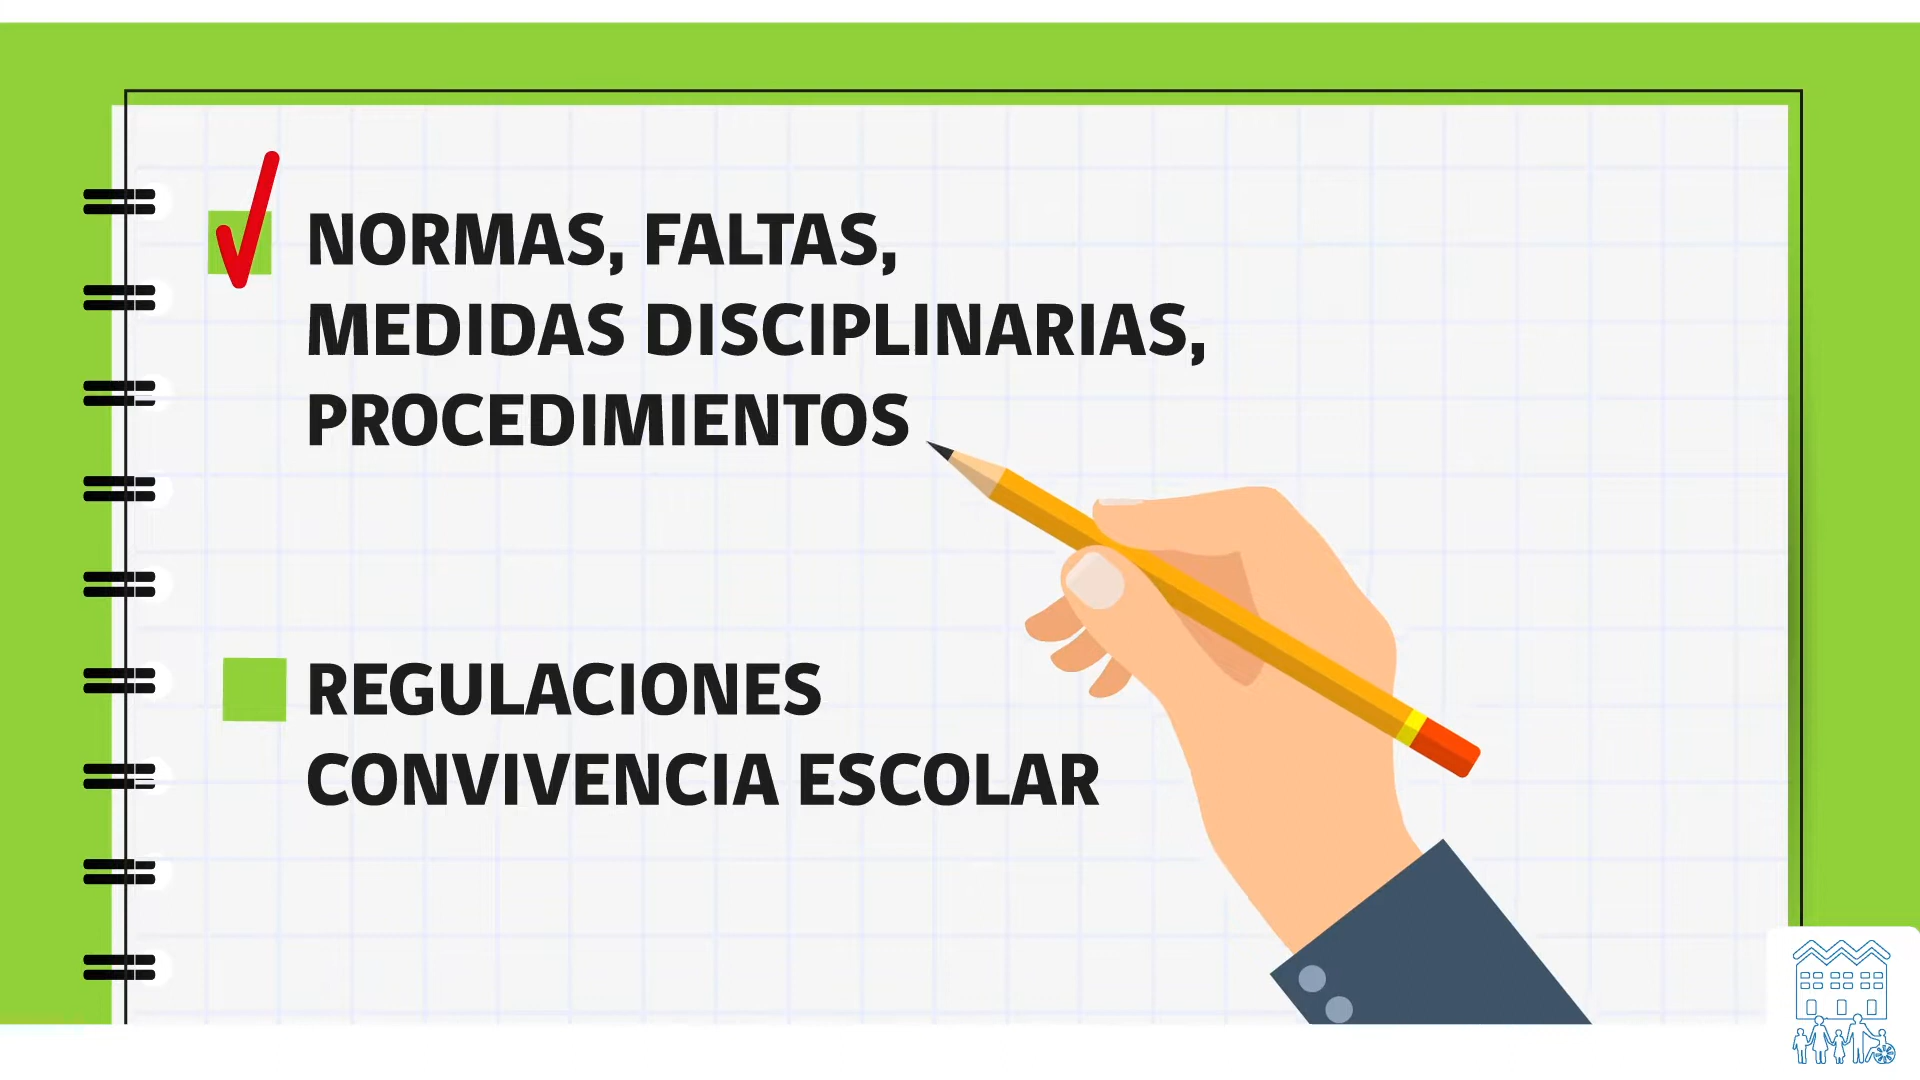 NORMAS, FALTAS,
MEDIDAS DISCIPLINARIAS,
PROCEDIMIENTOS
REGULACIONES
CONVIVENCIA ESCOLAR